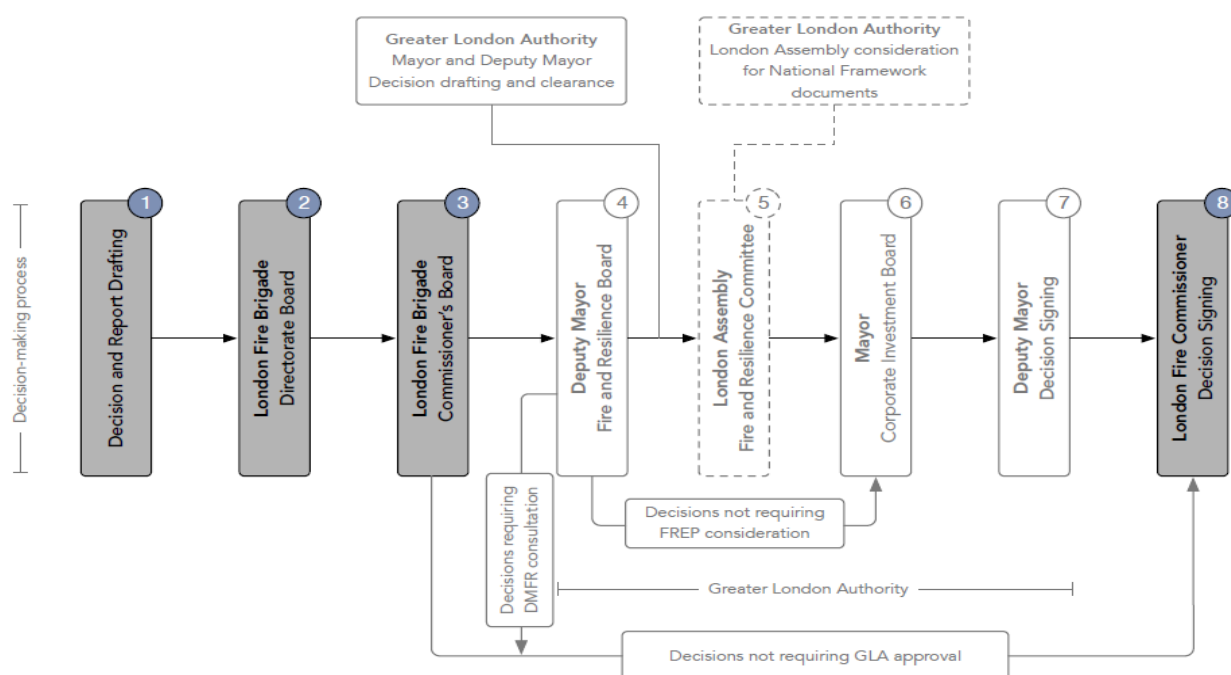 Greater London Authority
Mayor and Deputy Mayor
Decision drafting and clearance
Greater London Authority
London Assembly consideration
for National Framework
documents
Decision-making process
1
Decision and Report Drafting
2
London Fire Brigade
Directorate Board
3
London Fire Brigade
Commissioner's Board
4
Deputy Mayor
Fire and Resilience Board
5
London Assembly
Fire and Resilience Committee
6
Mayor
Corporate Investment Board
7
Deputy Mayor
Decision Signing
8
London Fire Commissioner
Decision Signing
Decisions requiring
DMFR consultation
Decisions not requiring
FREP consideration
Greater London Authority
Decisions not requiring GLA approval